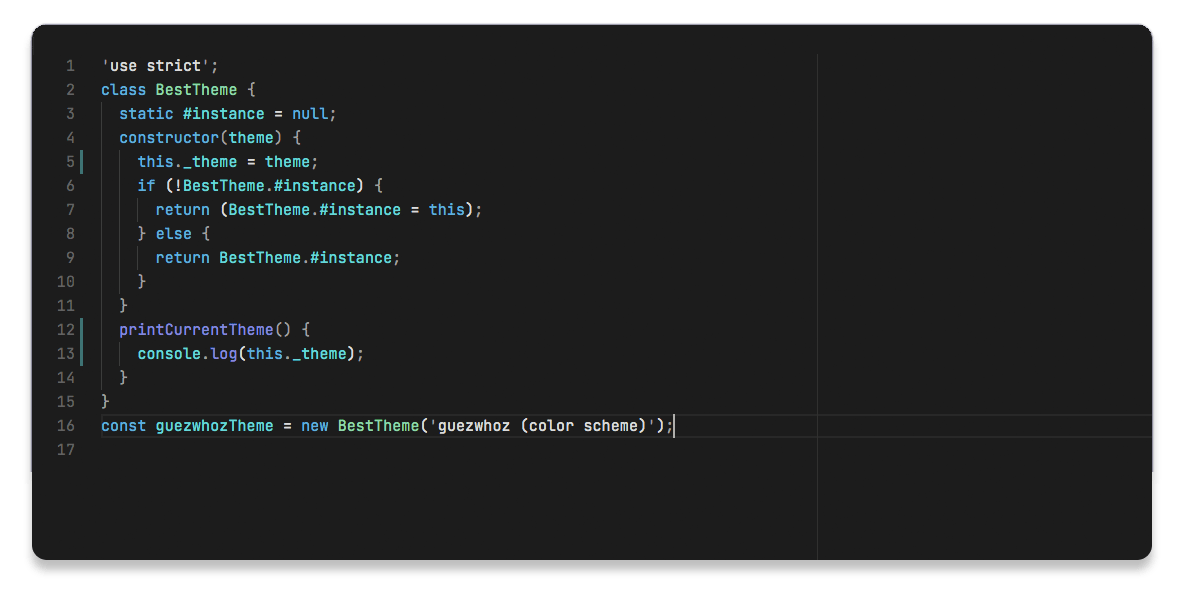 1 'use strict';
2 class BestTheme {
3   static #instance = null;
4   constructor(theme) {
5     this._theme = theme;
6     if (!BestTheme.#instance) {
7       return (BestTheme.#instance = this);
8     } else {
9       return BestTheme.#instance;
10     }
11   }
12   printCurrentTheme() {
13     console.log(this._theme);
14   }
15 }
16 const guezwhozTheme = new BestTheme('guezwhoz (color scheme)');
17